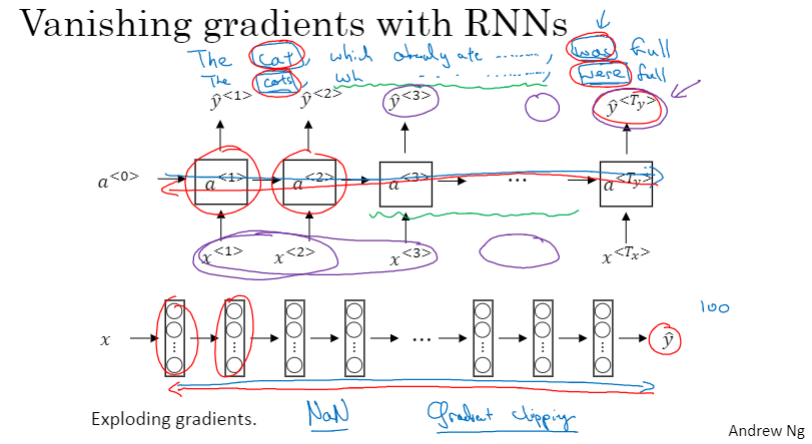 Vanishing gradients with RNNs
The cat, which already ate ........, was full
The cats, wh ... ........, were full
ŷ<1> ŷ<2> ŷ<3> ŷ<Ty>
a<0> a<1> a<2> a<3> ... a<Ty>
x<1> x<2> x<3> x<Tx>
100
x ... ŷ
Exploding gradients. NaN Gradient clipping
Andrew Ng